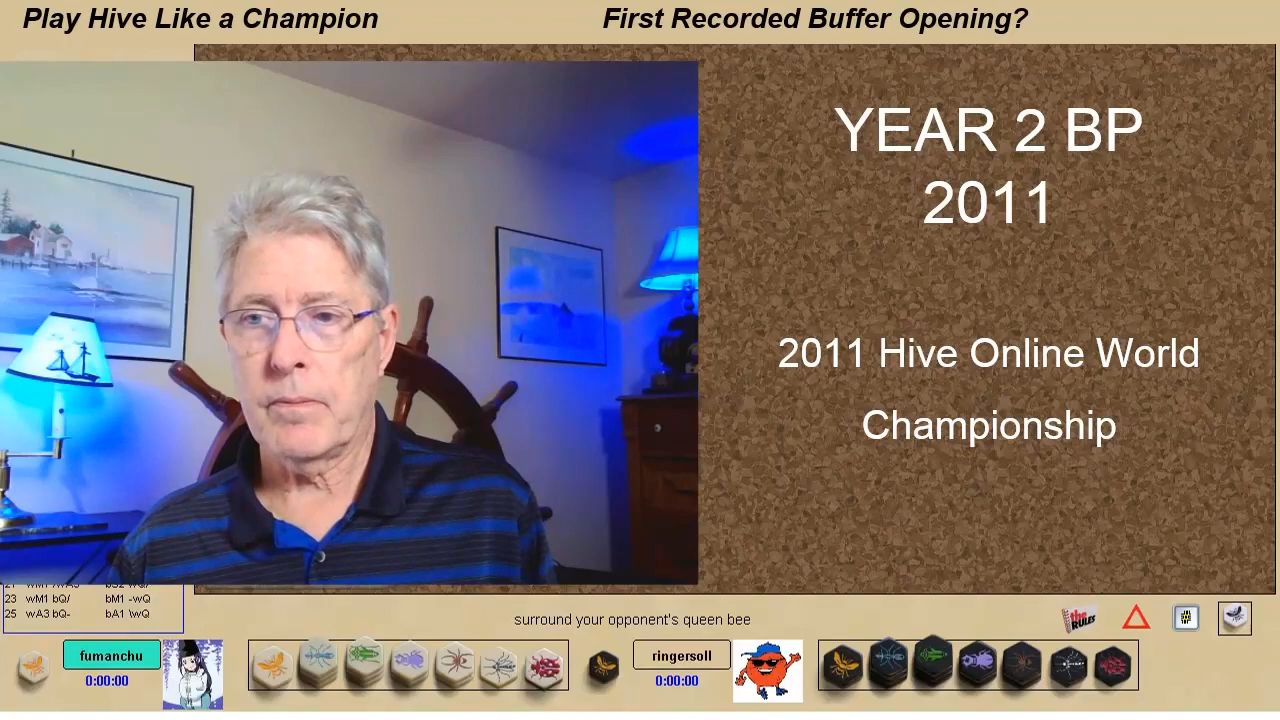 Play Hive Like a Champion
First Recorded Buffer Opening?
YEAR 2 BP
2011
2011 Hive Online World
Championship
23 wM1 bQ/ bM1 -wQ
25 wA3 bQ- bA1 \wQ
surround your opponent's queen bee
the RULES
fumanchu
0:00:00
ringersoll
0:00:00